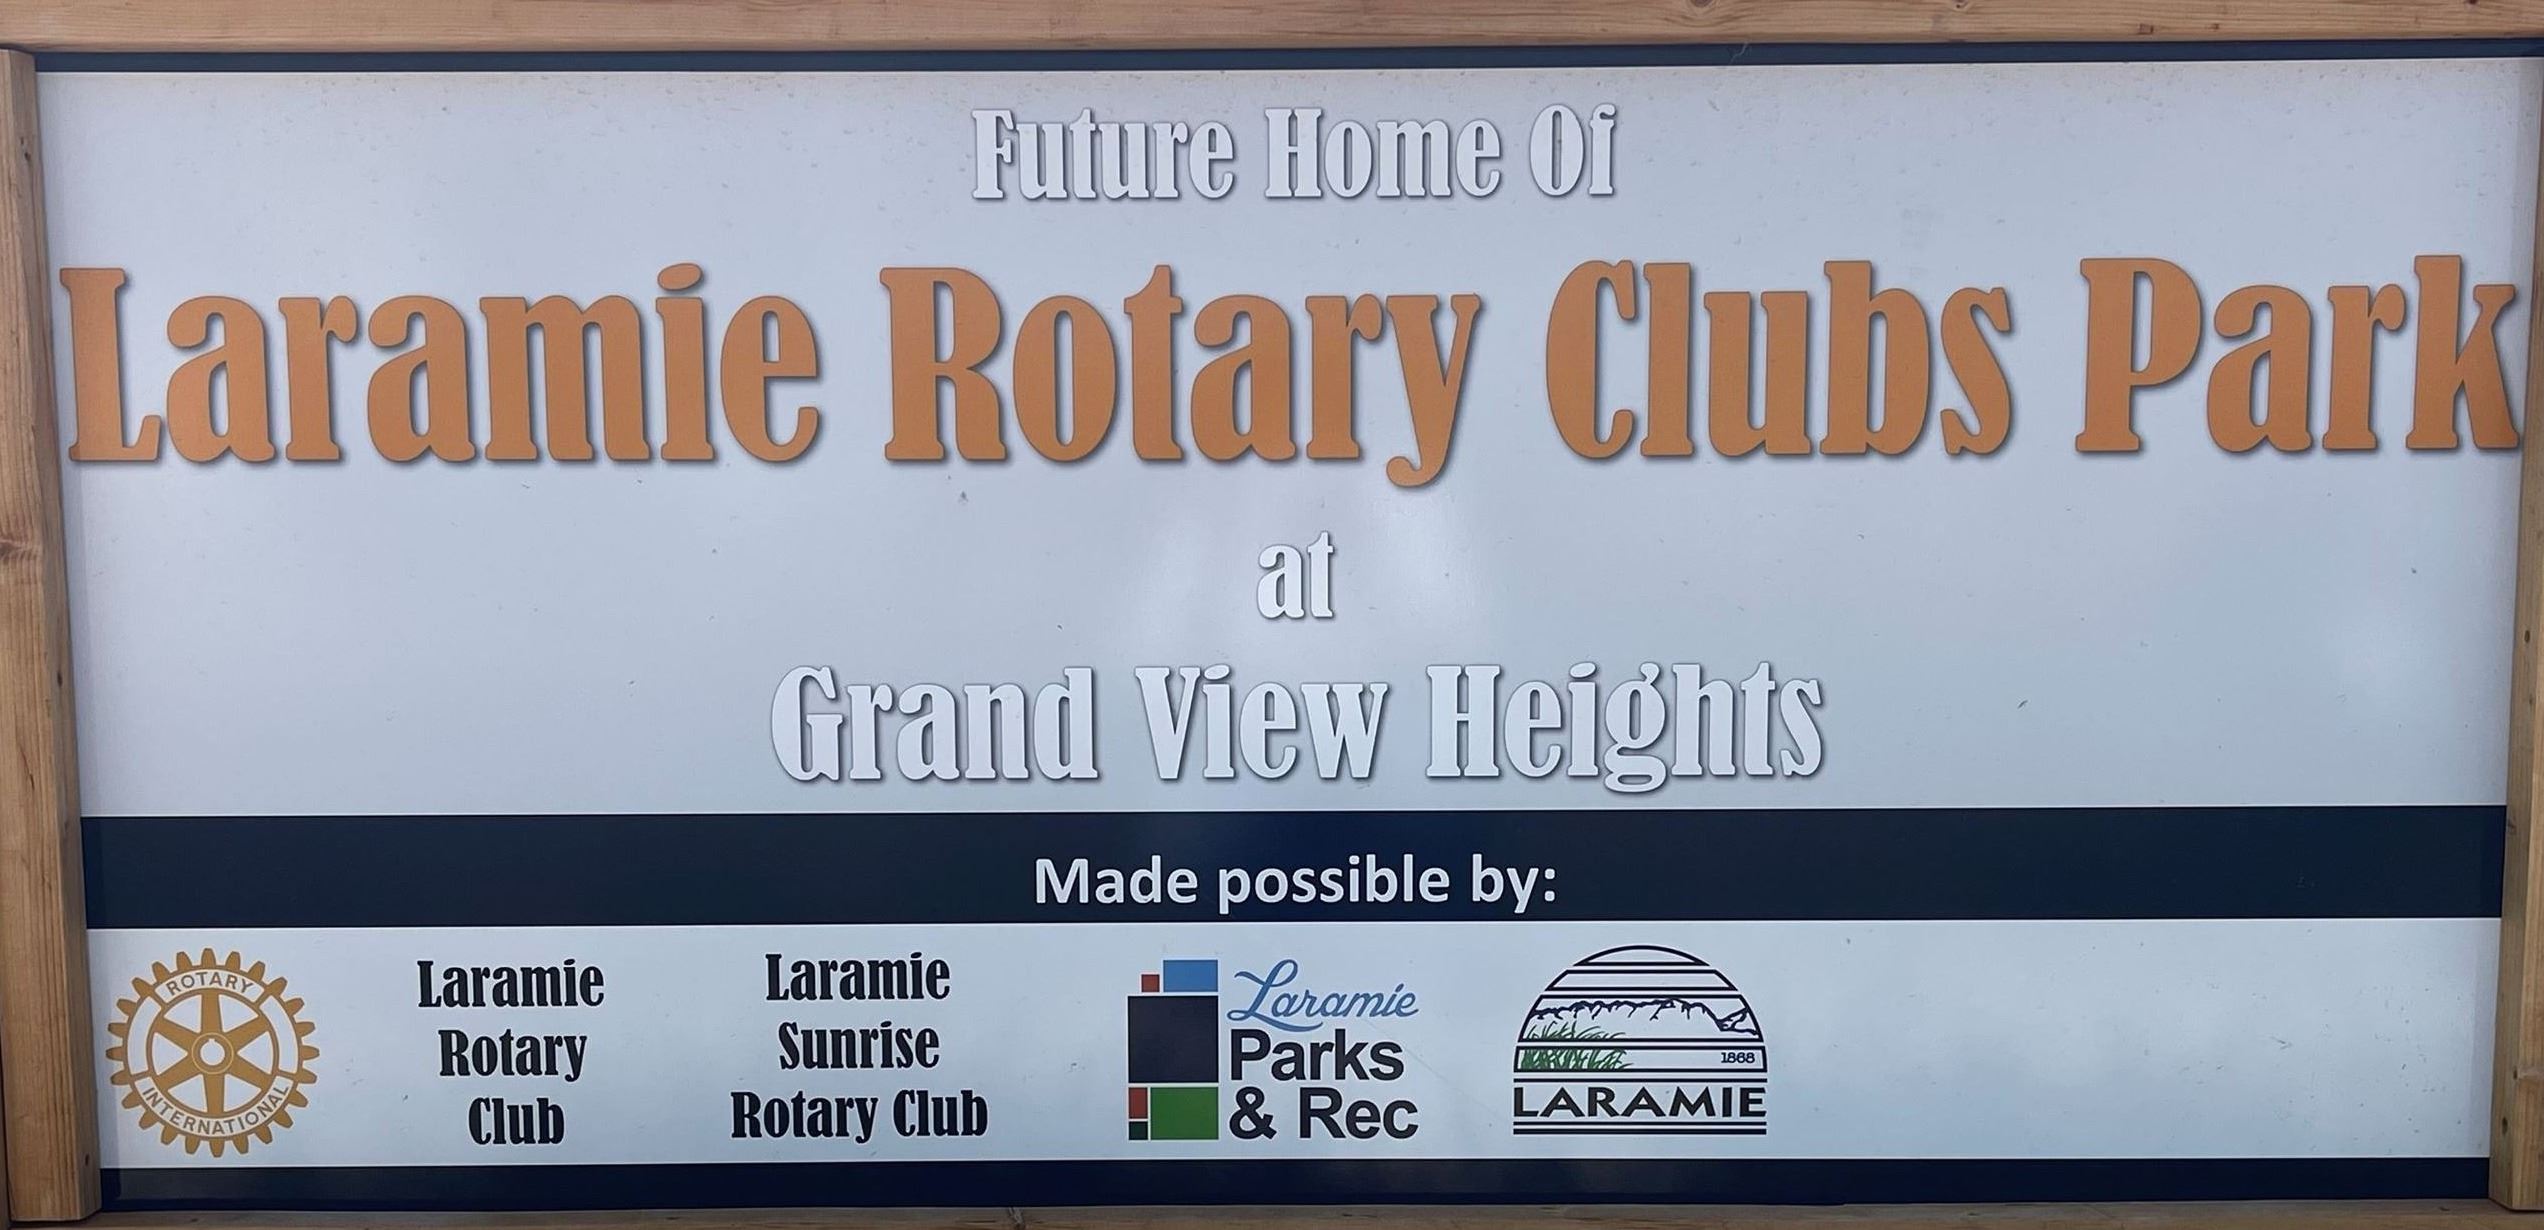 Future Home Of
Laramie Rotary Clubs Park
at
Grand View Heights
Made possible by:
ROTARY
INTERNATIONAL
Laramie
Rotary
Club
Laramie
Sunrise
Rotary Club
Laramie
Parks
& Rec
1868
LARAMIE